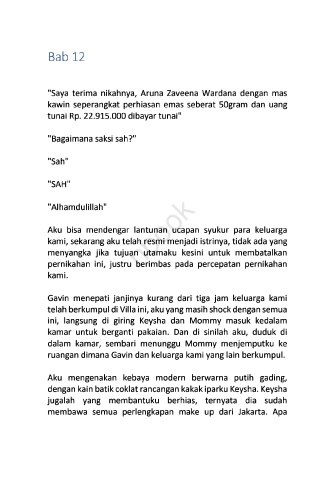 Bab 12
"Saya terima nikahnya, Aruna Zaveena Wardana dengan mas
kawin seperangkat perhiasan emas seberat 50gram dan uang
tunai Rp. 22.915.000 dibayar tunai"
"Bagaimana saksi sah?"
"Sah"
"SAH"
"Alhamdulillah"
Aku bisa mendengar lantunan ucapan syukur para keluarga
kami, sekarang aku telah resmi menjadi istrinya, tidak ada yang
menyangka jika tujuan utamaku kesini untuk membatalkan
pernikahan ini, justru berimbas pada percepatan pernikahan
kami.
Gavin menepati janjinya kurang dari tiga jam keluarga kami
telah berkumpul di Villa ini, aku yang masih shock dengan semua
ini, langsung di giring Keysha dan Mommy masuk kedalam
kamar untuk berganti pakaian. Dan di sinilah aku, duduk di
dalam kamar, sembari menunggu Mommy menjemputku ke
ruangan dimana Gavin dan keluarga kami yang lain berkumpul.
Aku mengenakan kebaya modern berwarna putih gading,
dengan kain batik coklat rancangan kakak iparku Keysha. Keysha
jugalah yang membantuku berhias, ternyata dia sudah
membawa semua perlengkapan make up dari Jakarta. Apa